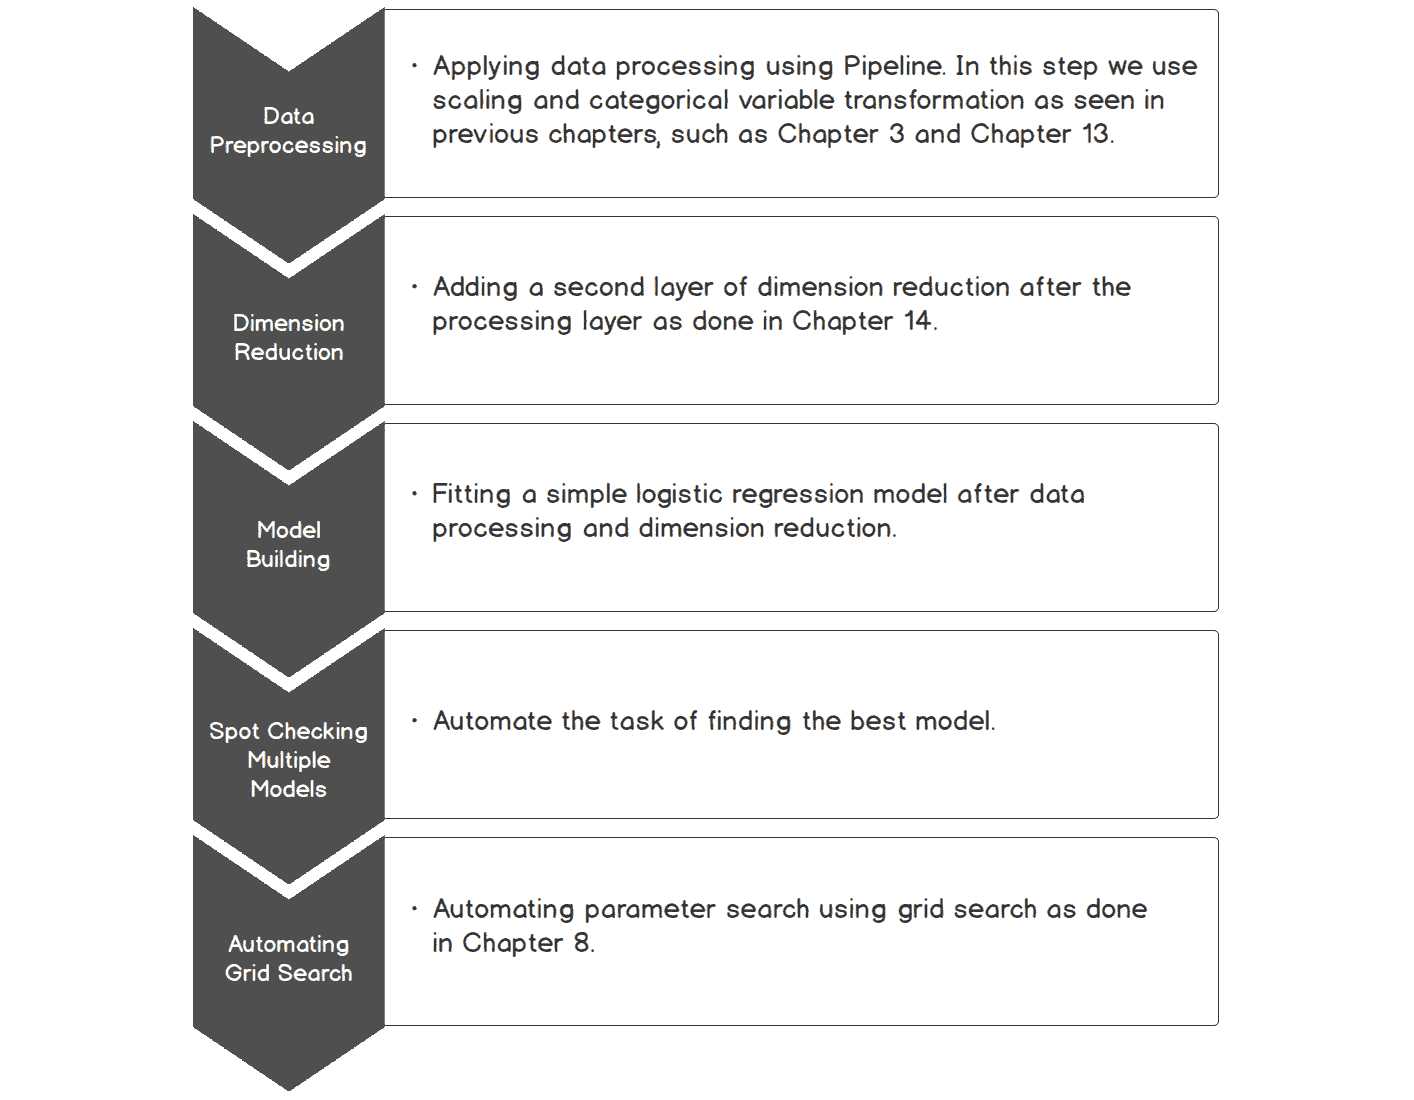 Data
Preprocessing
· Applying data processing using Pipeline. In this step we use
scaling and categorical variable transformation as seen in
previous chapters, such as Chapter 3 and Chapter 13.
Dimension
Reduction
· Adding a second layer of dimension reduction after the
processing layer as done in Chapter 14.
Model
Building
· Fitting a simple logistic regression model after data
processing and dimension reduction.
Spot Checking
Multiple
Models
· Automate the task of finding the best model.
Automating
Grid Search
· Automating parameter search using grid search as done
in Chapter 8.